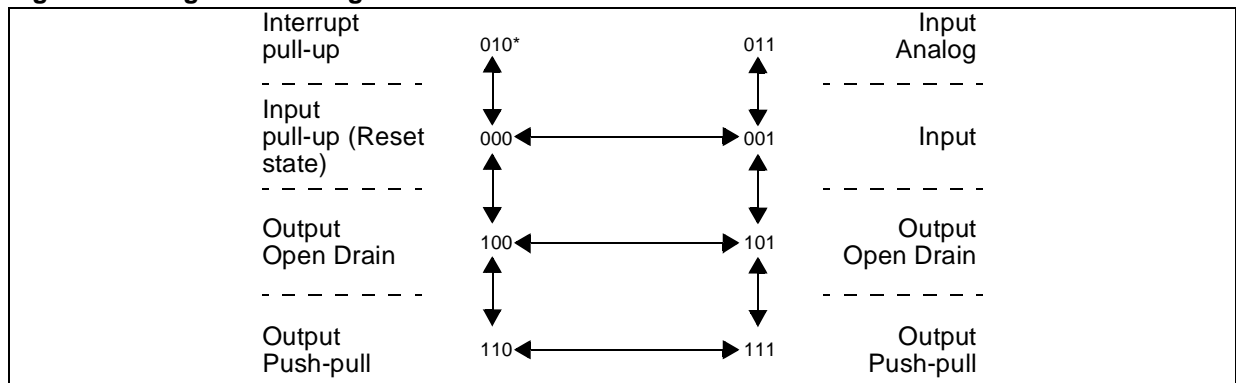 Interrupt
pull-up
010*
011
Input
Analog
Input
pull-up (Reset
state)
000
001
Input
Output
Open Drain
100
101
Output
Open Drain
Output
Push-pull
110
111
Output
Push-pull